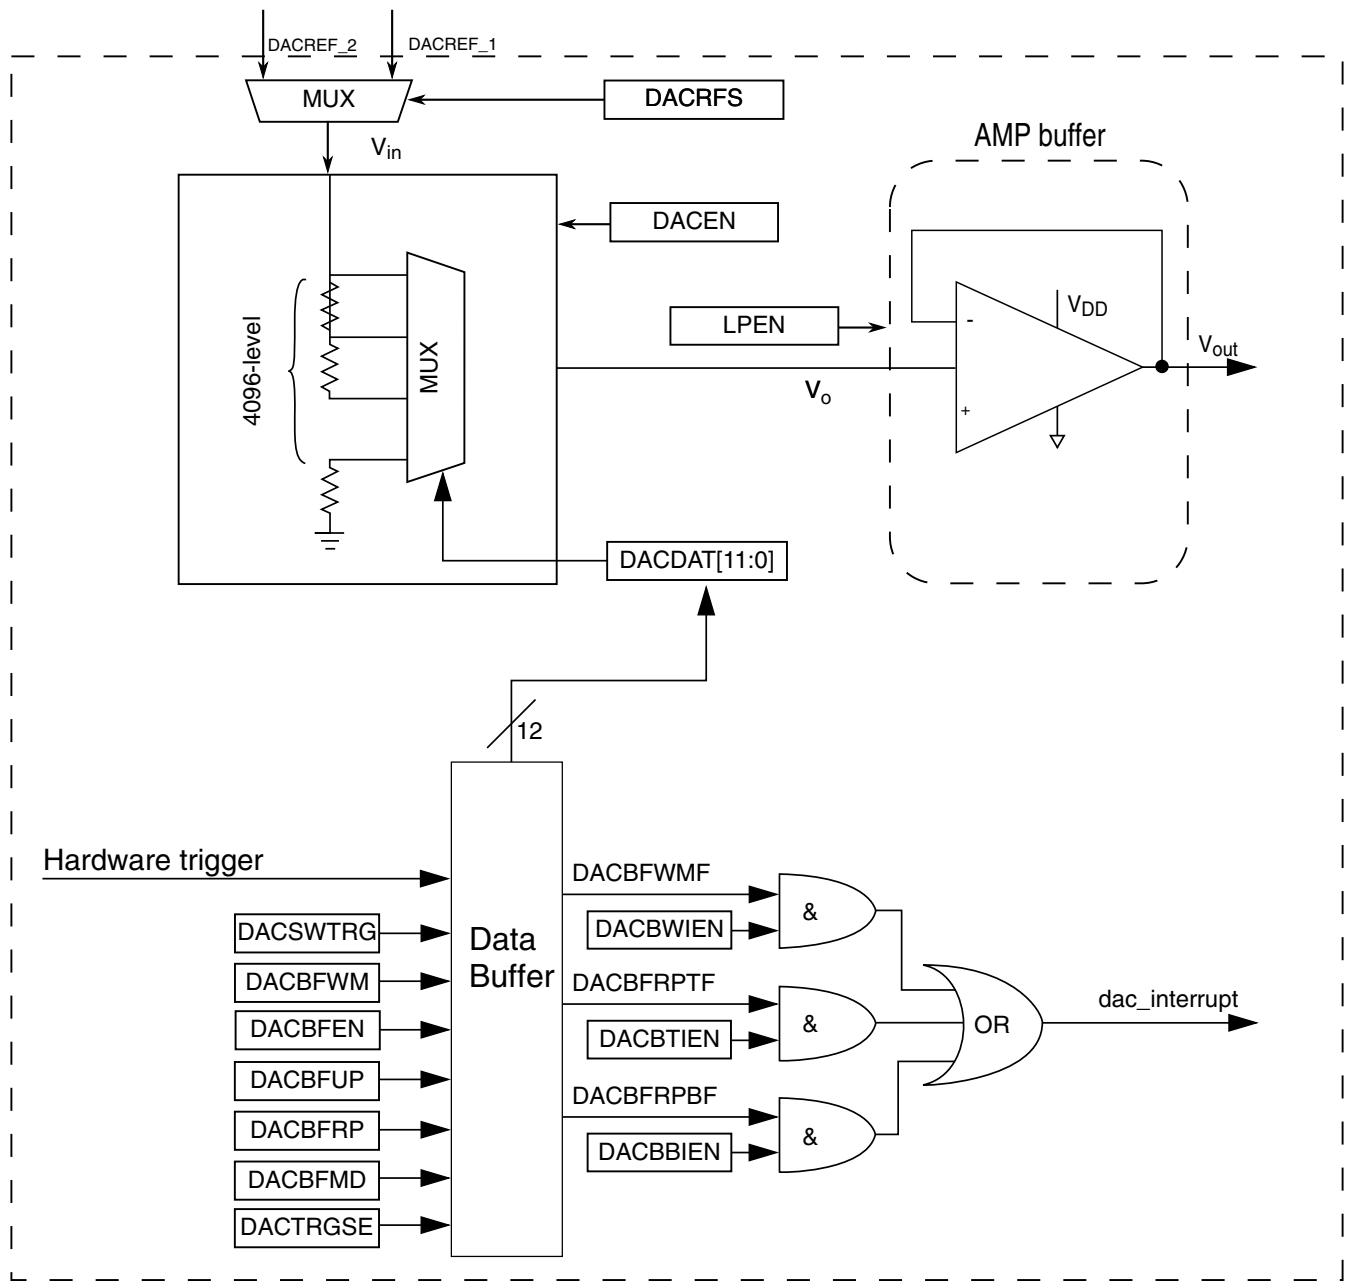 DACREF_2
DACREF_1
MUX
DACRFS
Vin
AMP buffer
DACEN
LPEN
4096-level
MUX
-
VDD
Vout
Vo
+
DACDAT[11:0]
12
Hardware trigger
DACSWTRG
DACBFWM
DACBFEN
DACBFUP
DACBFRP
DACBFMD
DACTRGSE
Data
Buffer
DACBFWMF
DACBWIEN
&
DACBFRPTF
DACBTIEN
&
DACBFRPBF
DACBBIEN
&
OR
dac_interrupt